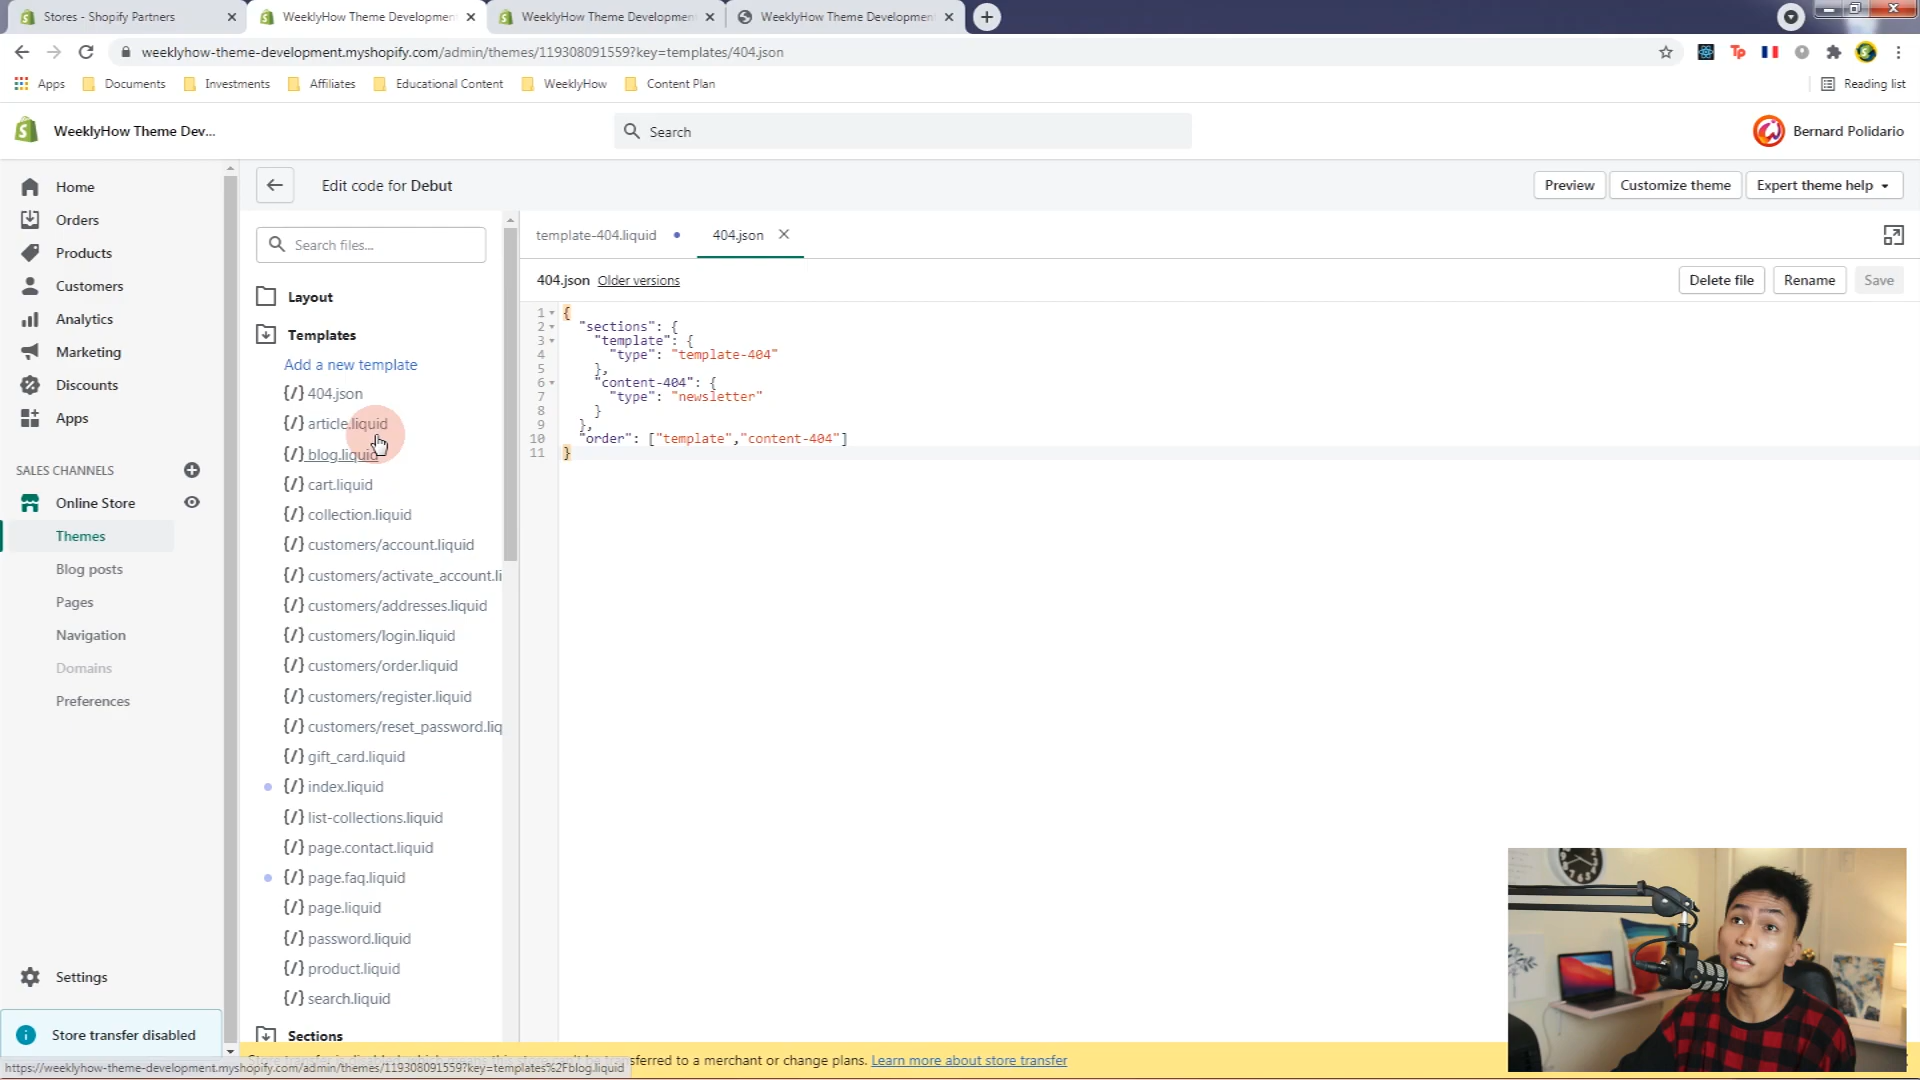 Stores - Shopify Partners
WeeklyHow Theme Development
WeeklyHow Theme Development
WeeklyHow Theme Development
weeklyhow-theme-development.myshopify.com/admin/themes/119308091559?key=templates/404.json
Apps
Documents
Investments
Affiliates
Educational Content
WeeklyHow
Content Plan
Reading list
WeeklyHow Theme Dev...
Search
Bernard Polidario
Home
Orders
Products
Customers
Analytics
Marketing
Discounts
Apps
SALES CHANNELS
Online Store
Themes
Blog posts
Pages
Navigation
Domains
Preferences
Settings
Store transfer disabled
Edit code for Debut
Preview
Customize theme
Expert theme help
Search files...
Layout
Templates
Add a new template
{/} 404.json
{/} article.liquid
{/} blog.liquid
{/} cart.liquid
{/} collection.liquid
{/} customers/account.liquid
{/} customers/activate_account.li
{/} customers/addresses.liquid
{/} customers/login.liquid
{/} customers/order.liquid
{/} customers/register.liquid
{/} customers/reset_password.liq
{/} gift_card.liquid
{/} index.liquid
{/} list-collections.liquid
{/} page.contact.liquid
{/} page.faq.liquid
{/} page.liquid
{/} password.liquid
{/} product.liquid
{/} search.liquid
Sections
template-404.liquid
404.json
404.json Older versions
Delete file
Rename
Save
1 {
2 "sections": {
3 "template": {
4 "type": "template-404"
5 },
6 "content-404": {
7 "type": "newsletter"
8 }
9 },
10 "order": ["template","content-404"]
11 }
sferred to a merchant or change plans. Learn more about store transfer
https://weeklyhow-theme-development.myshopify.com/admin/themes/119308091559?key=templates%2Fblog.liquid